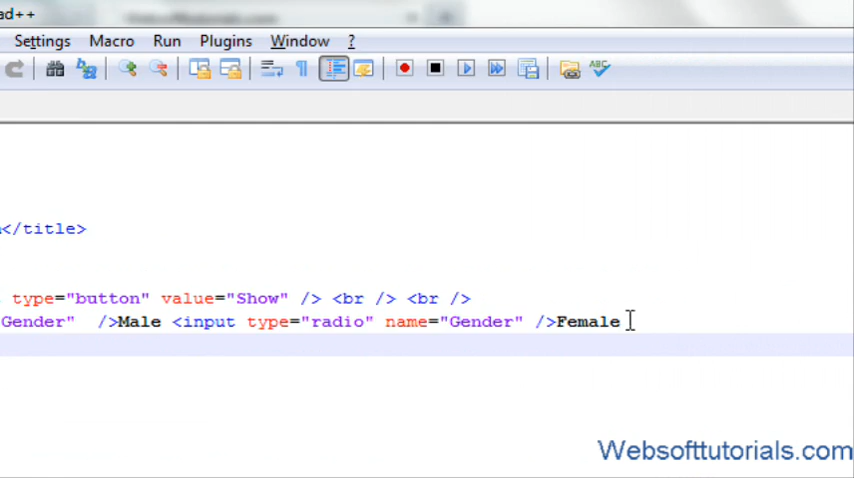 ad++
Settings Macro Run Plugins Window ?
ABC
</title>
type="button" value="Show" /> <br /> <br />
Gender" />Male <input type="radio" name="Gender" />Female
Websofttutorials.com